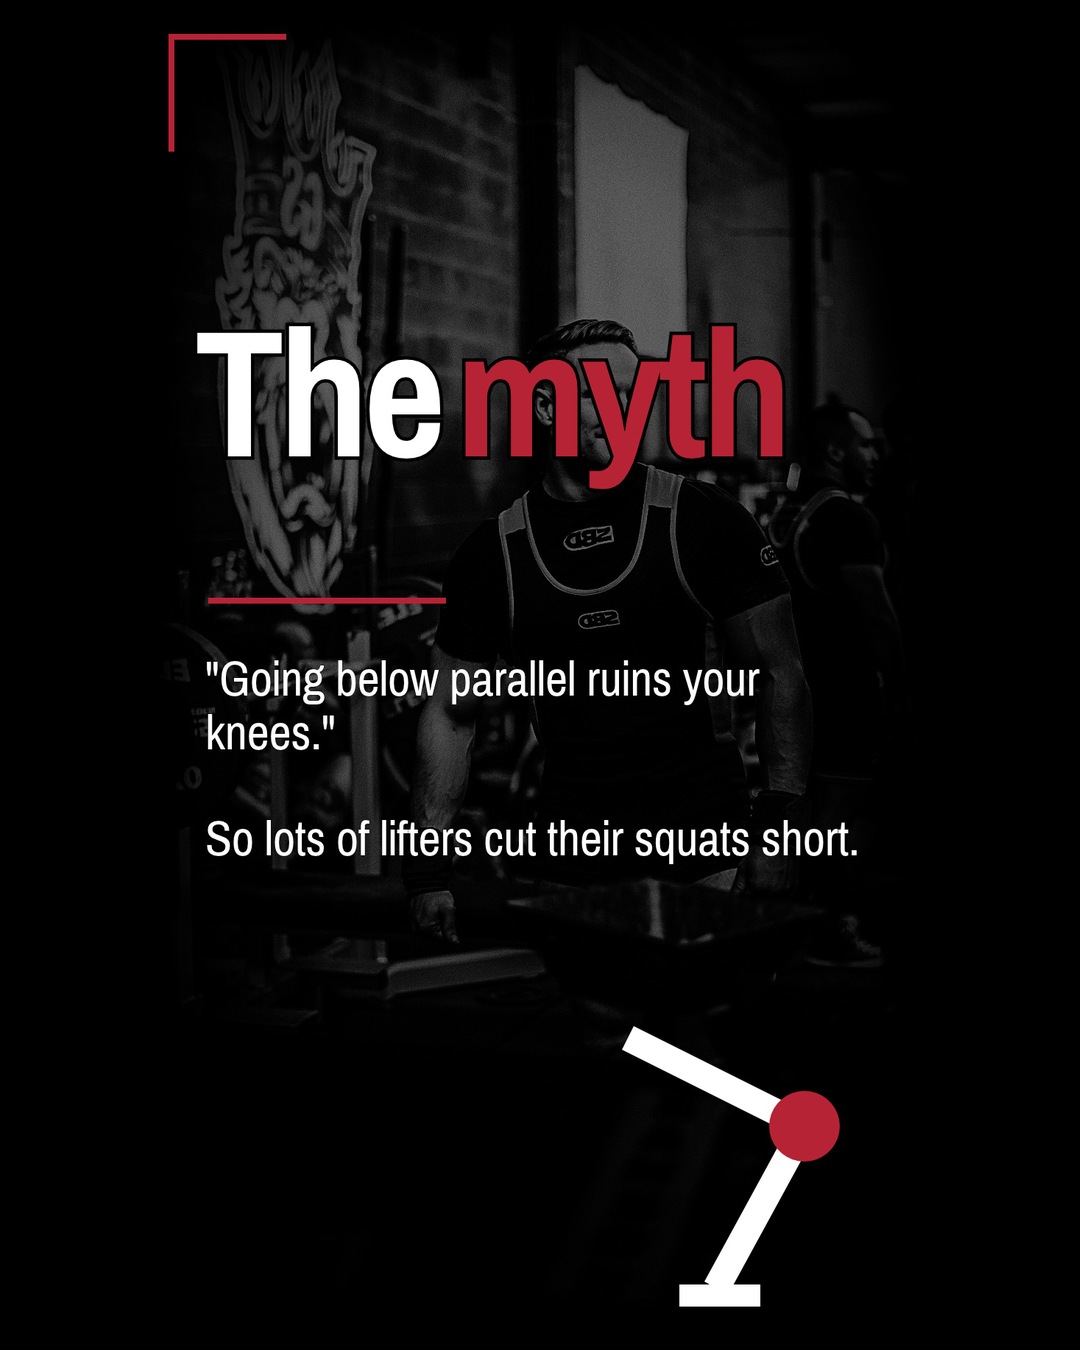 The myth
"Going below parallel ruins your
knees."
So lots of lifters cut their squats short.